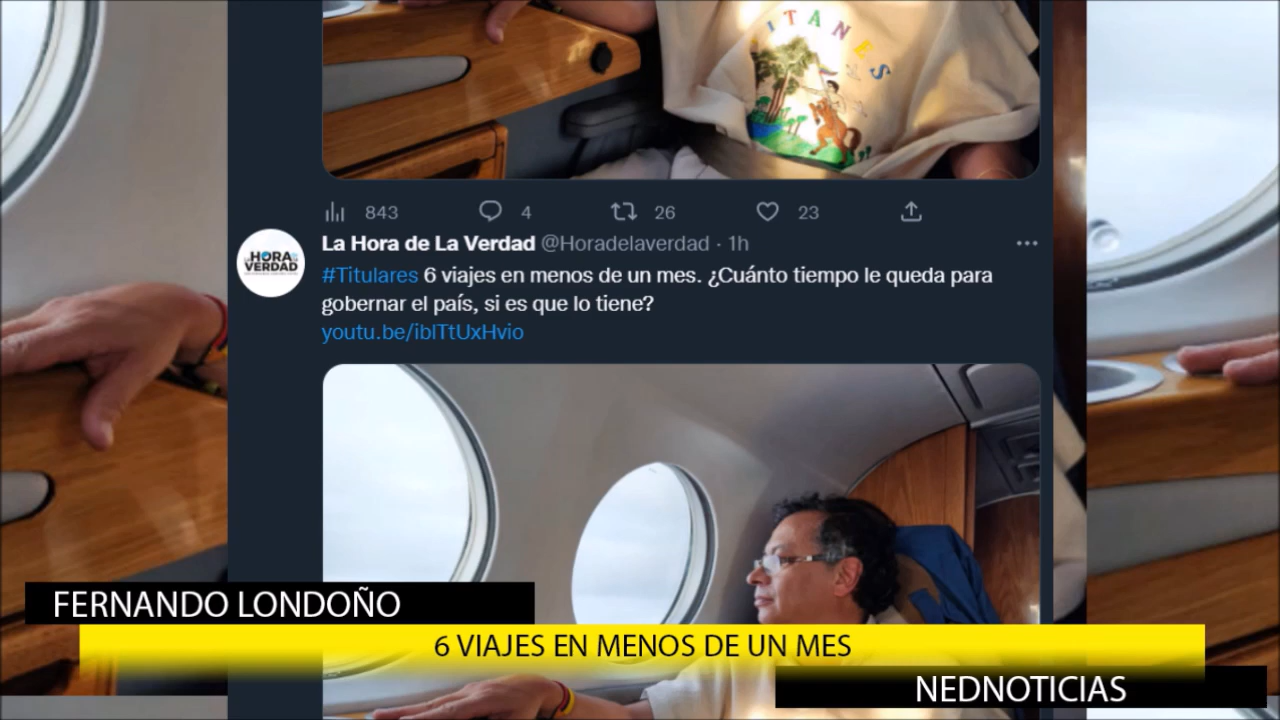 ITANES
843
4
26
23
HORA
VERDAD
La Hora de La Verdad @Horadelaverdad · 1h
#Titulares 6 viajes en menos de un mes. ¿Cuánto tiempo le queda para
gobernar el país, si es que lo tiene?
youtu.be/iblTtUxHvio
FERNANDO LONDOÑO
6 VIAJES EN MENOS DE UN MES
NEDNOTICIAS